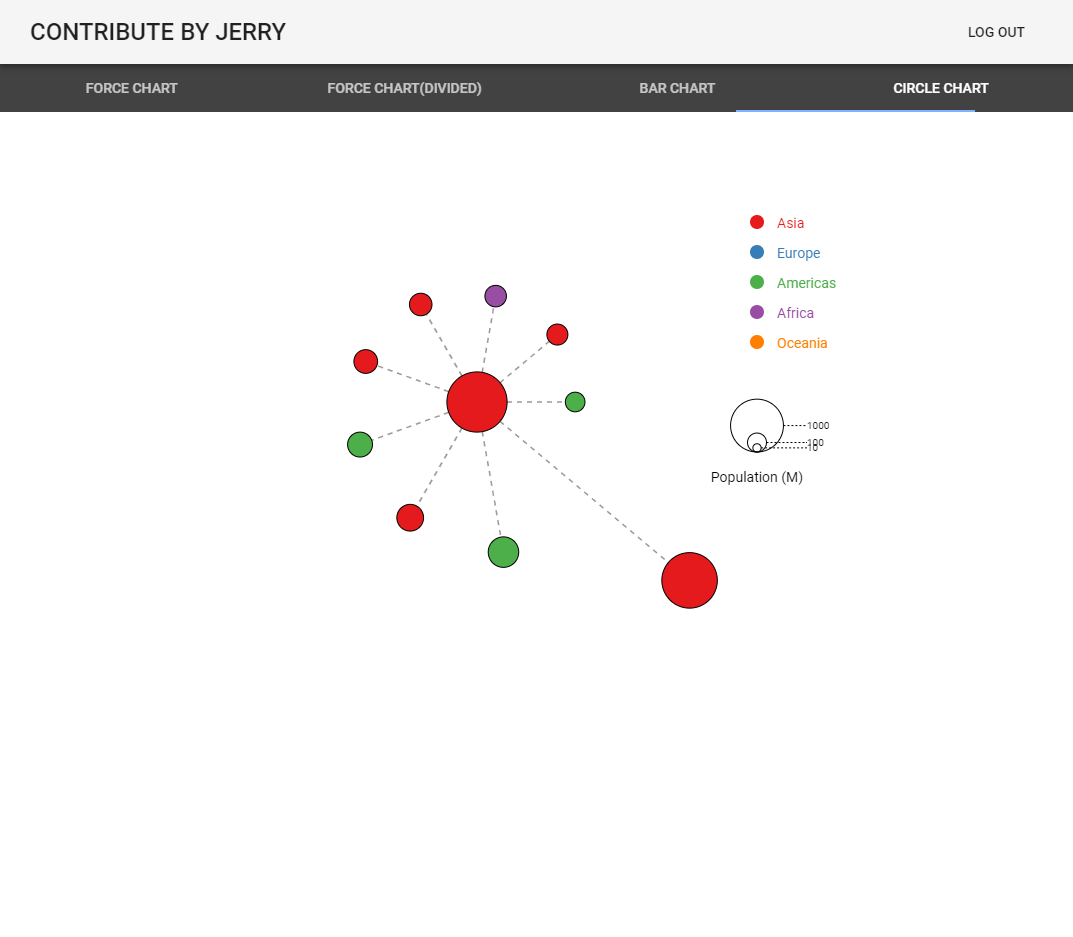 CONTRIBUTE BY JERRY
LOG OUT
FORCE CHART
FORCE CHART(DIVIDED)
BAR CHART
CIRCLE CHART
Asia
Europe
Americas
Africa
Oceania
1000
100
10
Population (M)